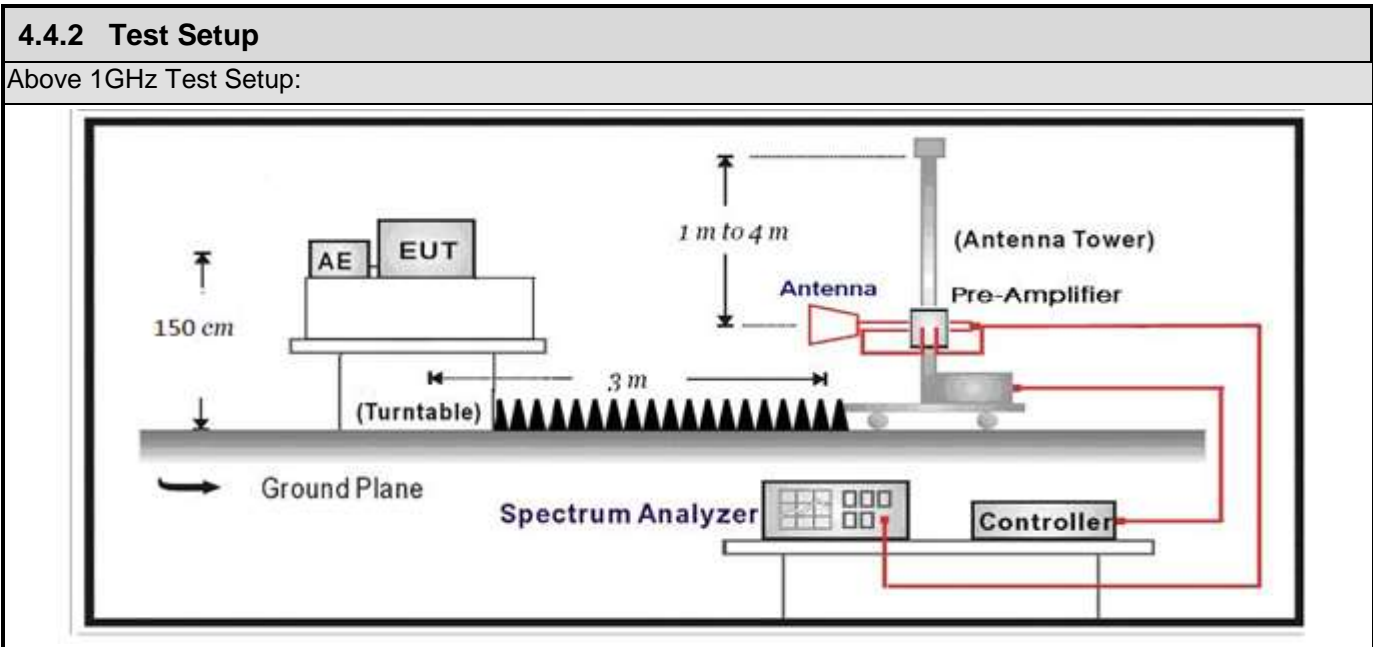 4.4.2 Test Setup
Above 1GHz Test Setup:
1 m to 4 m
(Antenna Tower)
AE
EUT
Antenna
Pre-Amplifier
150 cm
3 m
(Turntable)
Ground Plane
Spectrum Analyzer
Controller